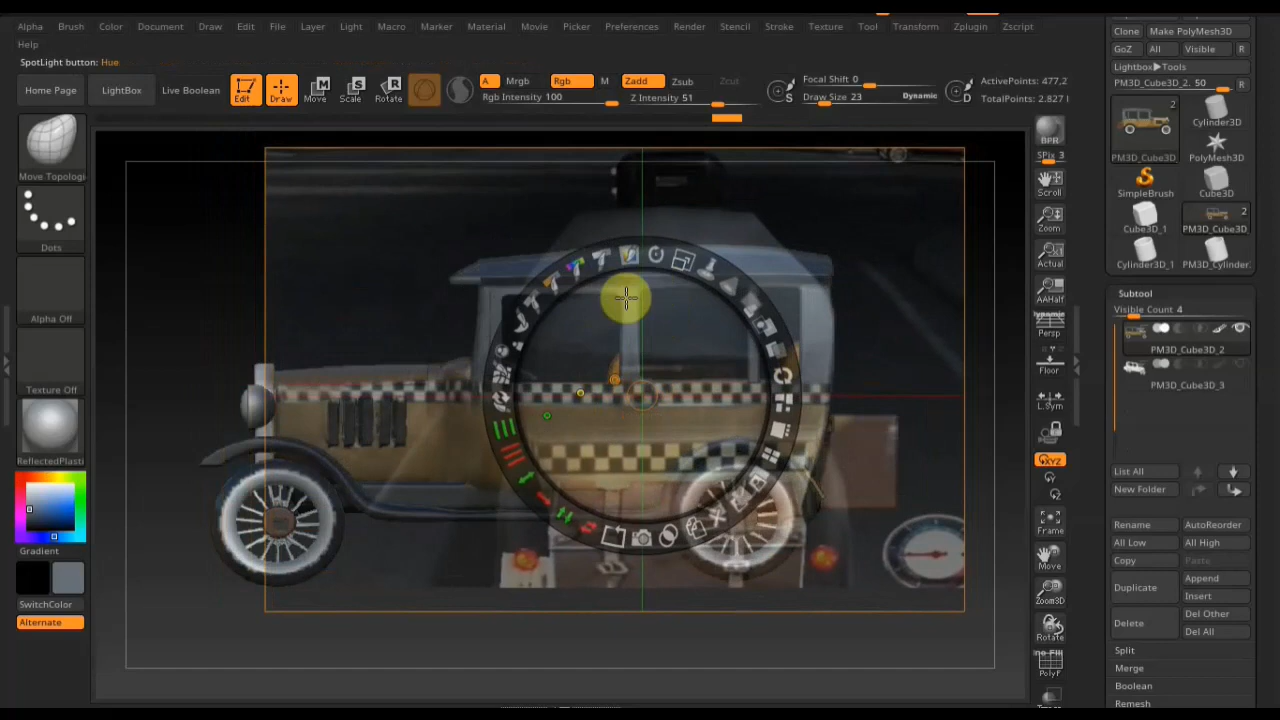 Alpha Brush Color Document Draw Edit File Layer Light Macro Marker Material Movie Picker Preferences Render Stencil Stroke Texture Tool Transform Zplugin Zscript
Help
SpotLight button: Hue
Home Page
LightBox
Live Boolean
Edit
Draw
Move
Scale
Rotate
A
Mrgb
Rgb
M
Rgb Intensity 100
Zadd
Zsub
Zcut
Z Intensity 51
S
Focal Shift 0
Draw Size 23
Dynamic
D
ActivePoints: 477,2
TotalPoints: 2.827
Move Topologi
Dots
Alpha Off
Texture Off
ReflectedPlasti
Gradient
SwitchColor
Alternate
BPR
SPix 3
Scroll
Zoom
Actual
AAHalf
Dynamic
Persp
Floor
L.Sym
XYZ
Frame
Move
Zoom3D
Rotate
PolyF
Clone
Make PolyMesh3D
GoZ
All
Visible
R
Lightbox▶Tools
PM3D_Cube3D_2. 50
R
2
PM3D_Cube3D
Cylinder3D
PolyMesh3D
SimpleBrush
Cube3D
Cube3D_1
2
PM3D_Cube3D
Cylinder3D_1
PM3D_Cylinder.
Subtool
Visible Count 4
PM3D_Cube3D_2
PM3D_Cube3D_3
List All
New Folder
Rename
AutoReorder
All Low
All High
Copy
Paste
Duplicate
Append
Insert
Delete
Del Other
Del All
Split
Merge
Boolean
Remesh